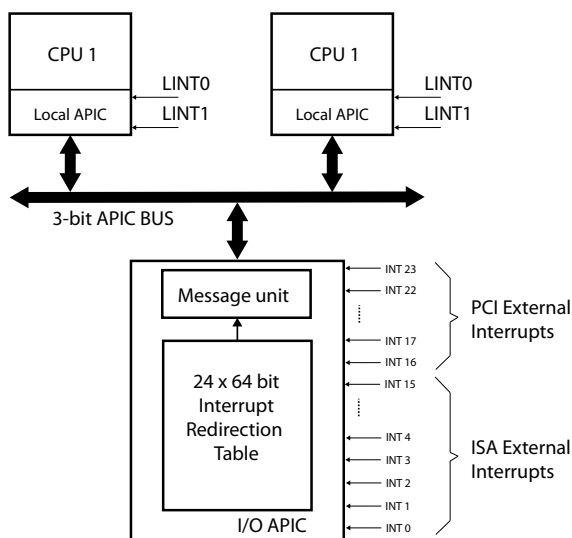 CPU 1
CPU 1
LINT0
LINT0
Local APIC
LINT1
Local APIC
LINT1
3-bit APIC BUS
Message unit
INT 23
INT 22
PCI External
Interrupts
INT 17
INT 16
24 x 64 bit
Interrupt
Redirection
Table
INT 15
INT 4
INT 3
INT 2
INT 1
INT 0
ISA External
Interrupts
I/O APIC